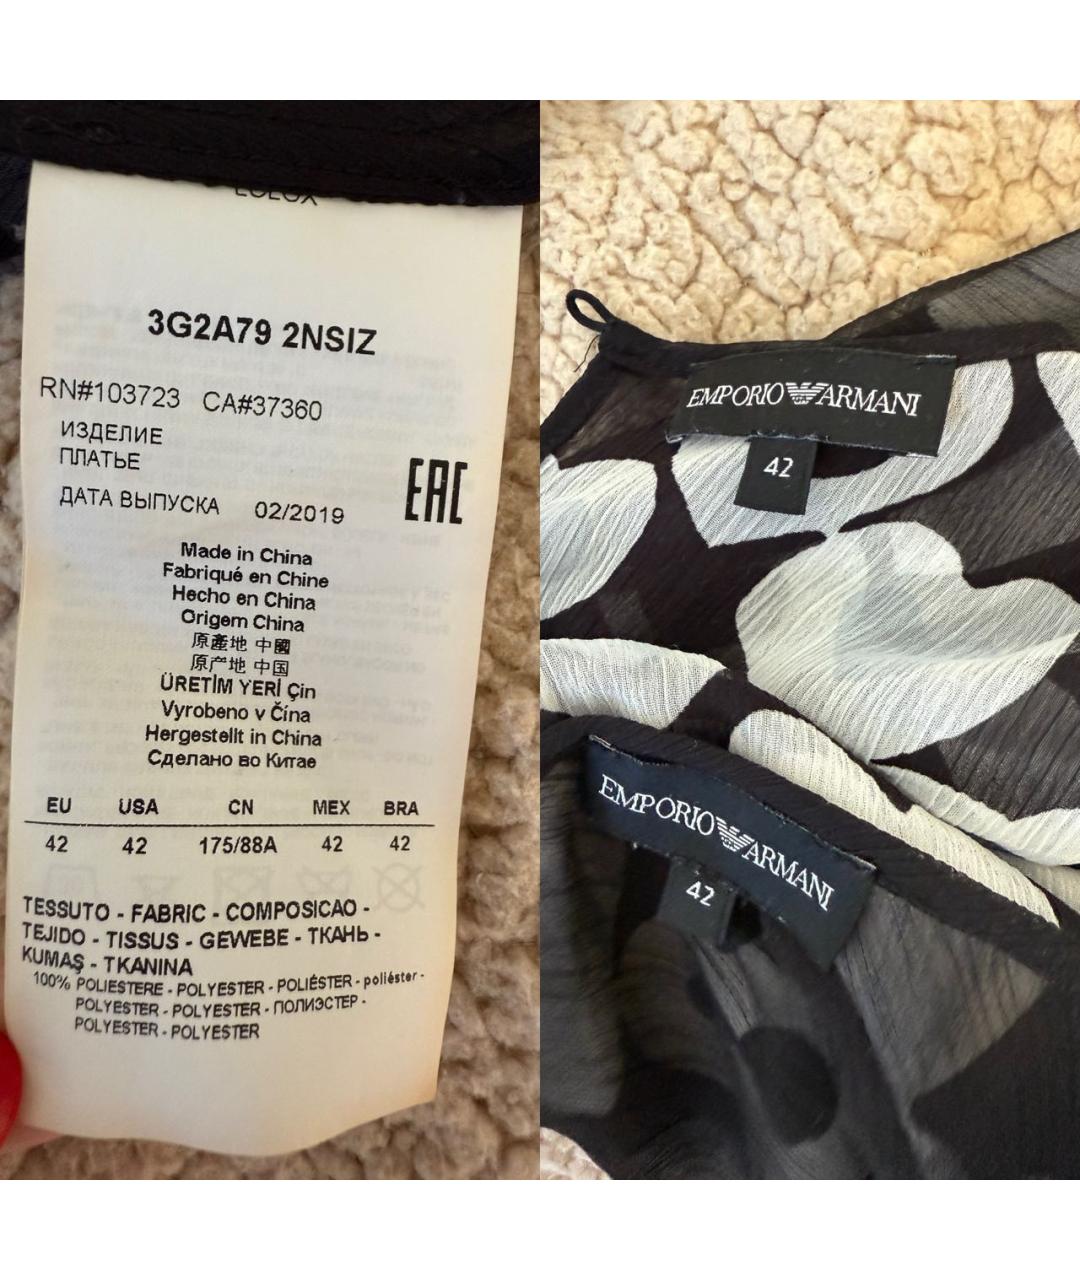 3G2A79 2NSIZ
RN#103723 CA#37360
ИЗДЕЛИЕ
ПЛАТЬЕ
ДАТА ВЫПУСКА 02/2019
EAC
Made in China
Fabriqué en Chine
Hecho en China
Origem China
原產地 中國
原产地 中国
ÜRETİM YERİ Çin
Vyrobeno v Čína
Hergestellt in China
Сделано во Китае
EU USA CN MEX BRA
42 42 175/88A 42 42
TESSUTO - FABRIC - COMPOSICAO -
TEJIDO - TISSUS - GEWEBE - ТКАНЬ -
KUMAŞ - TKANINA
100% POLIESTERE - POLYESTER - POLIÉSTER - poliéster -
POLYESTER - POLYESTER - ПОЛИЭСТЕР -
POLYESTER - POLYESTER
EMPORIO ARMANI
42
EMPORIO ARMANI
42